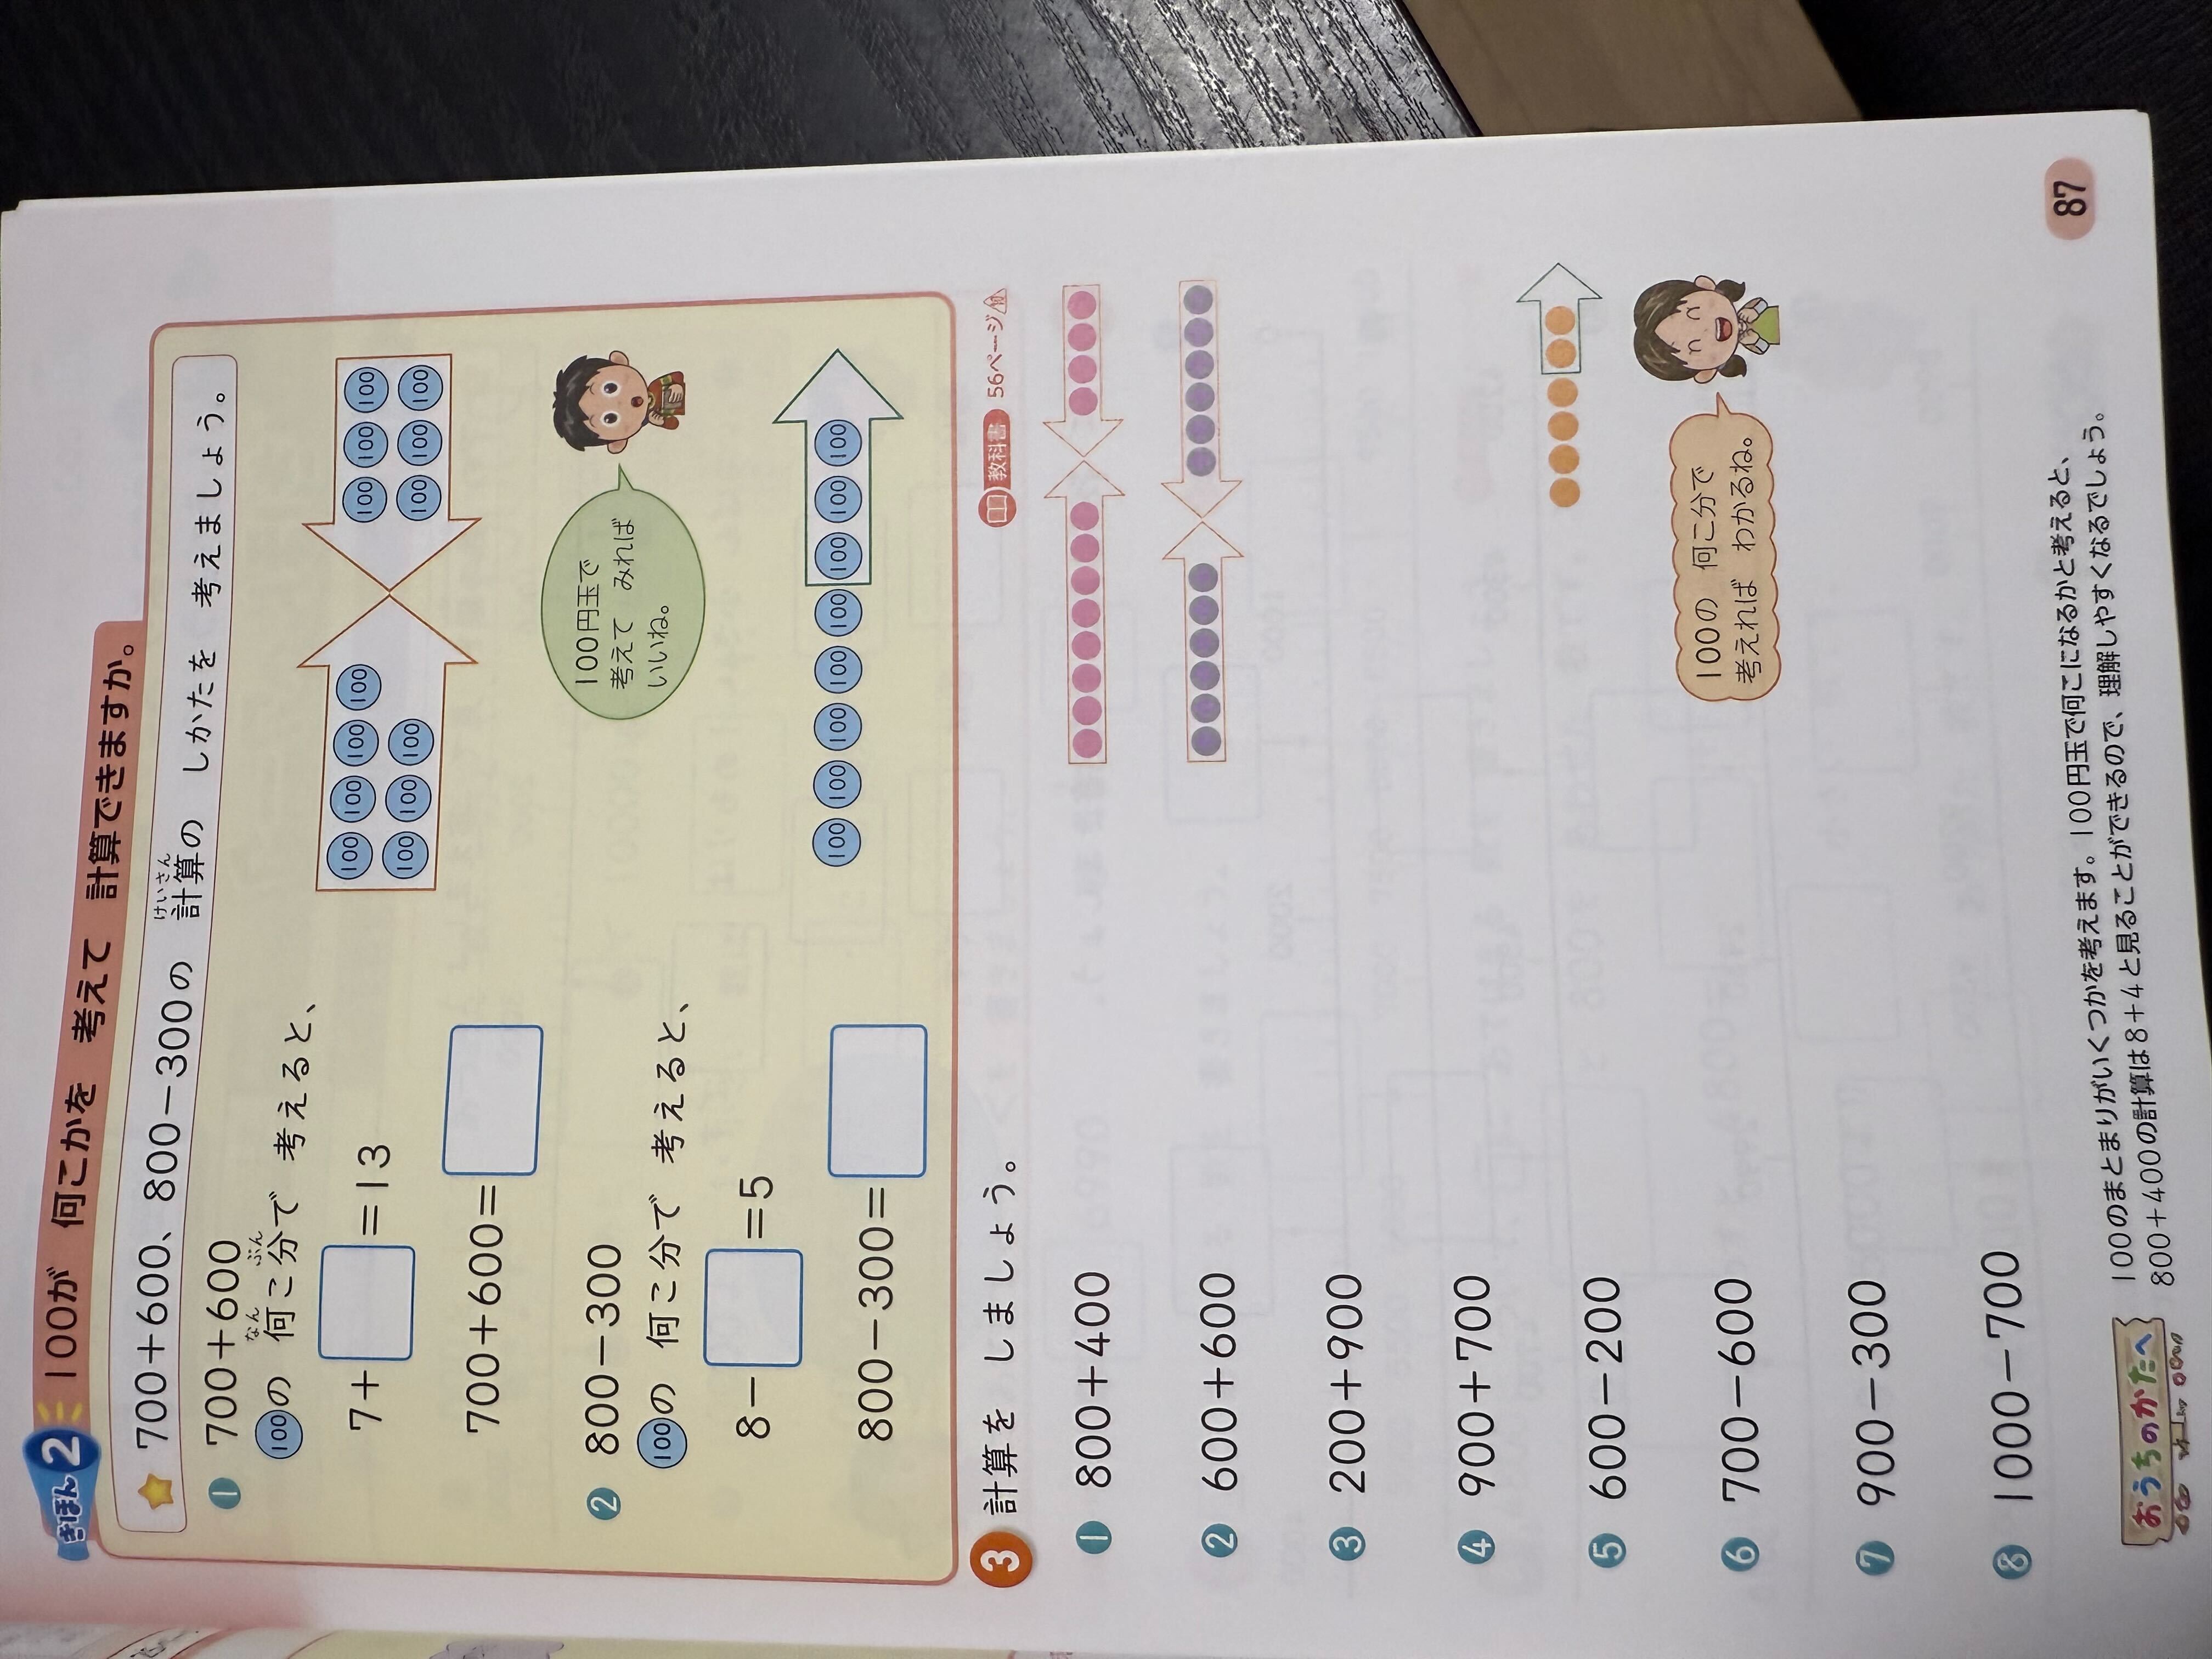 きほん2 100が 何こかを 考えて 計算できますか。
700+600、800-300の 計算の しかたを 考えましょう。
けいさん
① 700+600
なん ぶん
100の 何こ分で 考えると、
7+ =13
700+600=
100 100 100 100
100 100 100
100 100 100
100 100 100
100円玉で
考えて みれば
いいね。
② 800-300
100の 何こ分で 考えると、
8- =5
800-300=
100 100 100 100 100 100 100 100
③ 計算を しましょう。
教科書 56ページ
① 800+400
② 600+600
③ 200+900
④ 900+700
⑤ 600-200
⑥ 700-600
⑦ 900-300
⑧ 1000-700
100の 何こ分で
考えれば わかるね。
おうちのかたへ
100のまとまりがいくつかを考えます。100円玉で何こになるかと考えると、
800+400の計算は8+4と見ることができるので、理解しやすくなるでしょう。
87